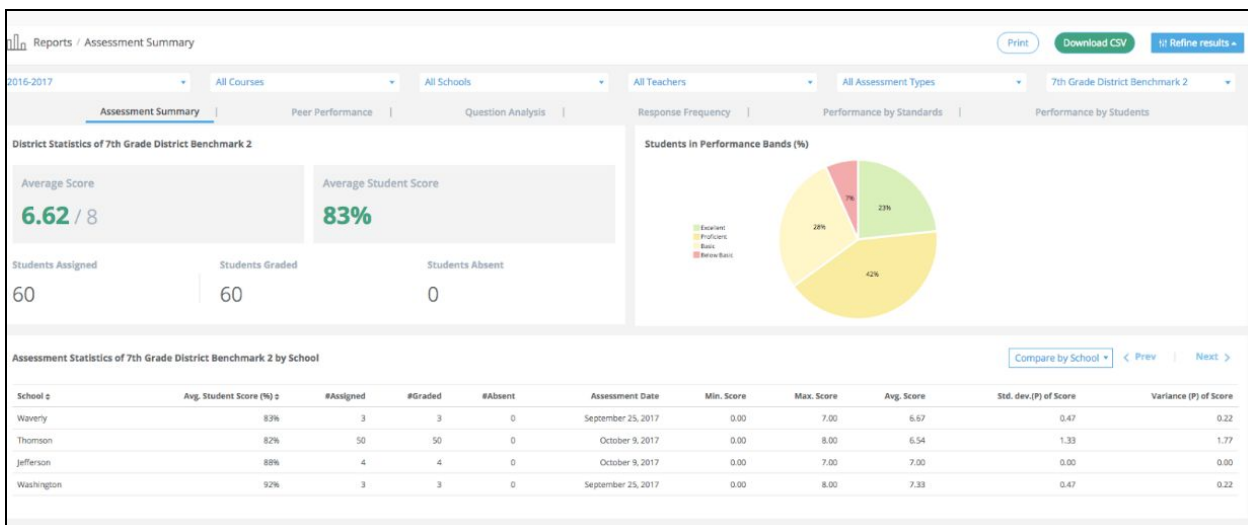 Reports / Assessment Summary
Print
Download CSV
Refine results
2016-2017
All Courses
All Schools
All Teachers
All Assessment Types
7th Grade District Benchmark 2
Assessment Summary | Peer Performance | Question Analysis | Response Frequency | Performance by Standards | Performance by Students
District Statistics of 7th Grade District Benchmark 2
Average Score
6.62 / 8
Average Student Score
83%
Students Assigned
60
Students Graded
60
Students Absent
0
Students in Performance Bands (%)
Excellent
Proficient
Basic
Below Basic
7%
23%
28%
42%
Assessment Statistics of 7th Grade District Benchmark 2 by School
Compare by School
< Prev | Next >
School Avg. Student Score (%) #Assigned #Graded #Absent Assessment Date Min. Score Max. Score Avg. Score Std. dev.(P) of Score Variance (P) of Score
Waverly 83% 3 3 0 September 25, 2017 0.00 7.00 6.67 0.47 0.22
Thomson 82% 50 50 0 October 9, 2017 0.00 8.00 6.54 1.33 1.77
Jefferson 88% 4 4 0 October 9, 2017 0.00 7.00 7.00 0.00 0.00
Washington 92% 3 3 0 September 25, 2017 0.00 8.00 7.33 0.47 0.22